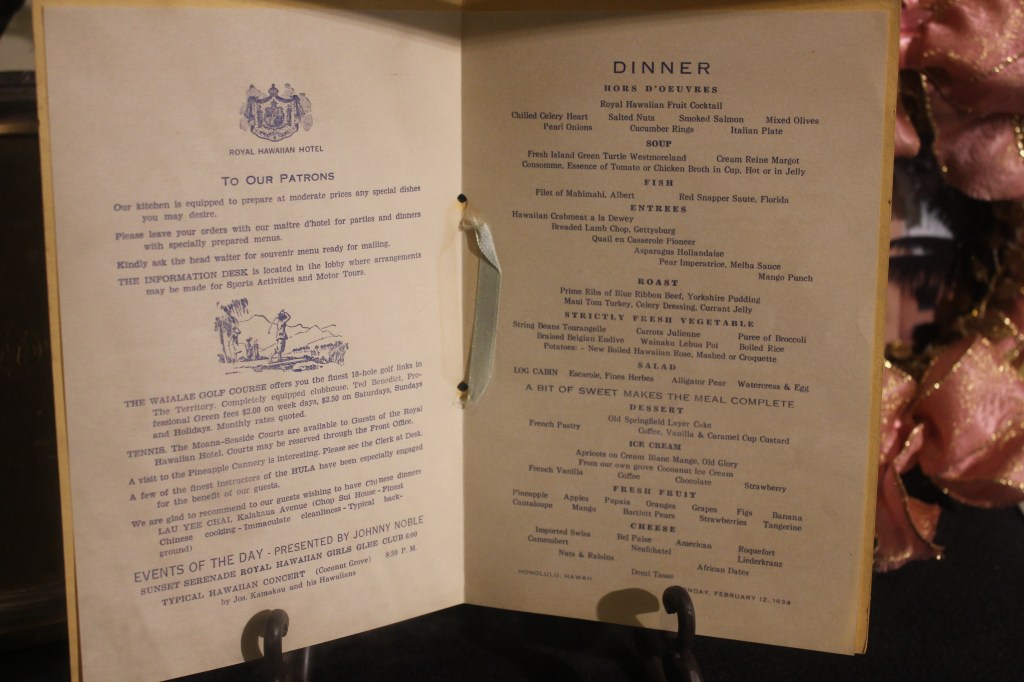 ROYAL HAWAIIAN HOTEL
TO OUR PATRONS
Our kitchen is equipped to prepare at moderate prices any special dishes
you may desire.
Please leave your orders with our maitre d'hotel for parties and dinners
with specially prepared menus.
Kindly ask the head waiter for souvenir menu ready for mailing.
THE INFORMATION DESK is located in the lobby where arrangements
may be made for Sports Activities and Motor Tours.
THE WAIALAE GOLF COURSE offers you the finest 18-hole golf links in
The Territory. Completely equipped clubhouse. Ted Benedict, Pro-
fessional Green fees $2.00 on week days, $2.50 on Saturdays, Sundays
and Holidays. Monthly rates quoted.
TENNIS. The Moana-Seaside Courts are available to Guests of the Royal
Hawaiian Hotel. Courts may be reserved through the Front Office.
A visit to the Pineapple Cannery is interesting. Please see the Clerk at Desk.
A few of the finest instructors of the HULA have been especially engaged
for the benefit of our guests.
We are glad to recommend to our guests wishing to have Chinese dinners
LAU YEE CHAI, Kalakaua Avenue (Chop Sui House - Finest
Chinese cooking - Immaculate cleanliness - Typical back-
ground)
EVENTS OF THE DAY - PRESENTED BY JOHNNY NOBLE
SUNSET SERENADE ROYAL HAWAIIAN GIRLS GLEE CLUB 6:00
TYPICAL HAWAIIAN CONCERT (Coconut Grove) 8:30 P. M.
by Jos. Kamakau and his Hawaiians
DINNER
HORS D'OEUVRES
Royal Hawaiian Fruit Cocktail
Chilled Celery Heart Salted Nuts Smoked Salmon Mixed Olives
Pearl Onions Cucumber Rings Italian Plate
SOUP
Fresh Island Green Turtle Westmoreland Cream Reine Margot
Consomme, Essence of Tomato or Chicken Broth in Cup, Hot or in Jelly
FISH
Filet of Mahimahi, Albert Red Snapper Saute, Florida
ENTREES
Hawaiian Crabmeat a la Dewey
Breaded Lamb Chop, Gettysburg
Quail en Casserole Pioneer
Asparagus Hollandaise
Pear Imperatrice, Melba Sauce
Mango Punch
ROAST
Prime Ribs of Blue Ribbon Beef, Yorkshire Pudding
Maui Tom Turkey, Celery Dressing, Currant Jelly
STRICTLY FRESH VEGETABLE
String Beans Tourangelle Carrots Julienne Puree of Broccoli
Braised Belgian Endive Wainaku Lehua Poi Boiled Rice
Potatoes: - New Boiled Hawaiian Rose, Mashed or Croquette
SALAD
LOG CABIN Escarole, Fines Herbes Alligator Pear Watercress & Egg
A BIT OF SWEET MAKES THE MEAL COMPLETE
DESSERT
Old Springfield Layer Cake
French Pastry Coffee, Vanilla & Caramel Cup Custard
ICE CREAM
Apricots on Cream Blanc Mange, Old Glory
From our own grove Cocoanut Ice Cream
French Vanilla Coffee Chocolate Strawberry
FRESH FRUIT
Pineapple Apples Papaia Oranges Grapes Figs Banana
Cantaloupe Mango Bartlett Pears Strawberries Tangerine
CHEESE
Imported Swiss Bel Paise American Roquefort
Camembert Neufchatel Liederkranz
Nuts & Raisins African Dates
Demi Tasse
HONOLULU, HAWAII NDAY, FEBRUARY 12, 1934